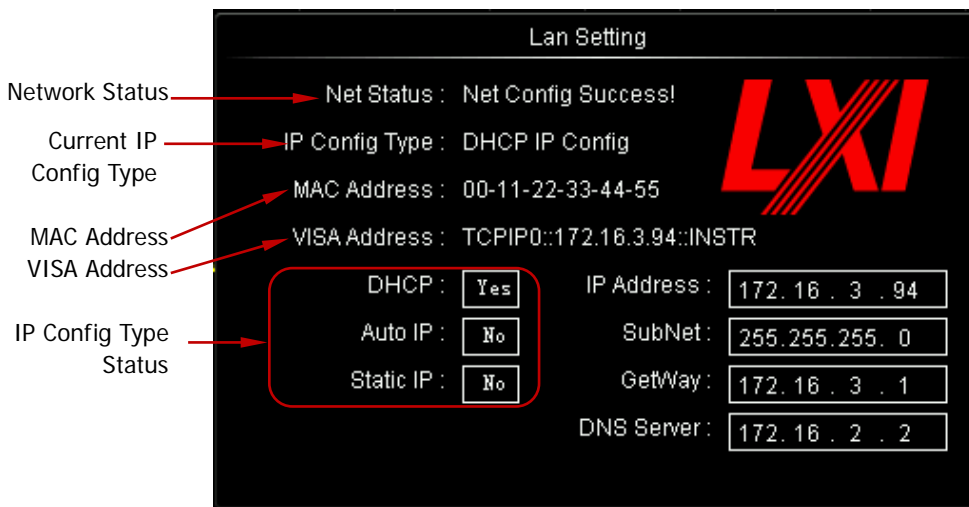 Lan Setting
Network Status
Net Status : Net Config Success!
LXI
Current IP
Config Type
IP Config Type : DHCP IP Config
MAC Address : 00-11-22-33-44-55
MAC Address
VISA Address
VISA Address : TCPIP0::172.16.3.94::INSTR
DHCP : Yes
IP Address : 172. 16 . 3 . 94
IP Config Type
Status
Auto IP : No
SubNet : 255.255.255. 0
Static IP : No
GetWay : 172. 16 . 3 . 1
DNS Server : 172. 16 . 2 . 2